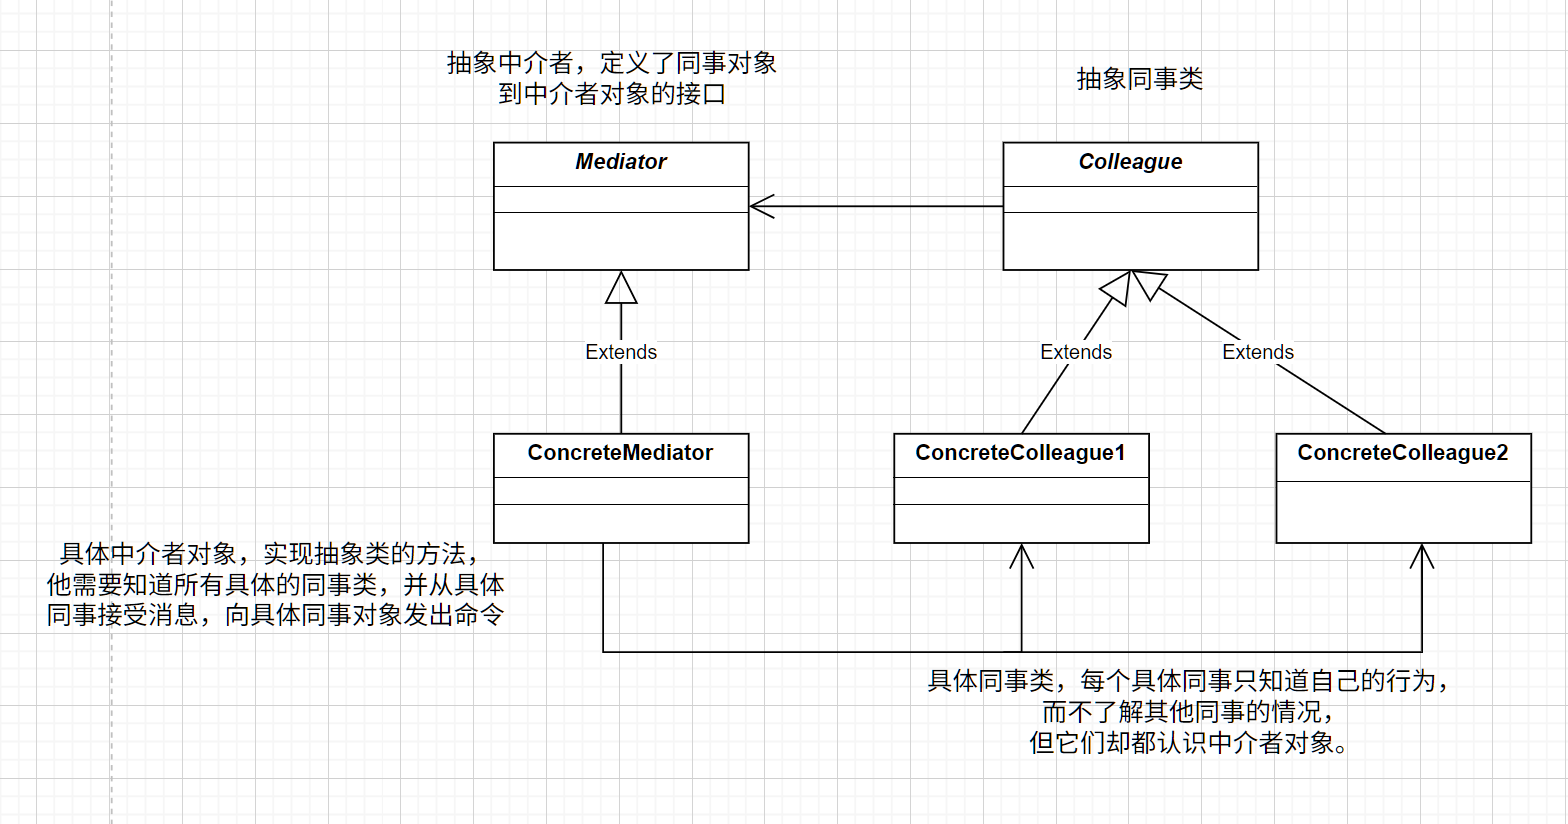 抽象中介者，定义了同事对象
到中介者对象的接口
抽象同事类
Mediator
Colleague
Extends
Extends
Extends
ConcreteMediator
ConcreteColleague1
ConcreteColleague2
具体中介者对象，实现抽象类的方法，
他需要知道所有具体的同事类，并从具体
同事接受消息，向具体同事对象发出命令
具体同事类，每个具体同事只知道自己的行为，
而不了解其他同事的情况，
但它们却都认识中介者对象。